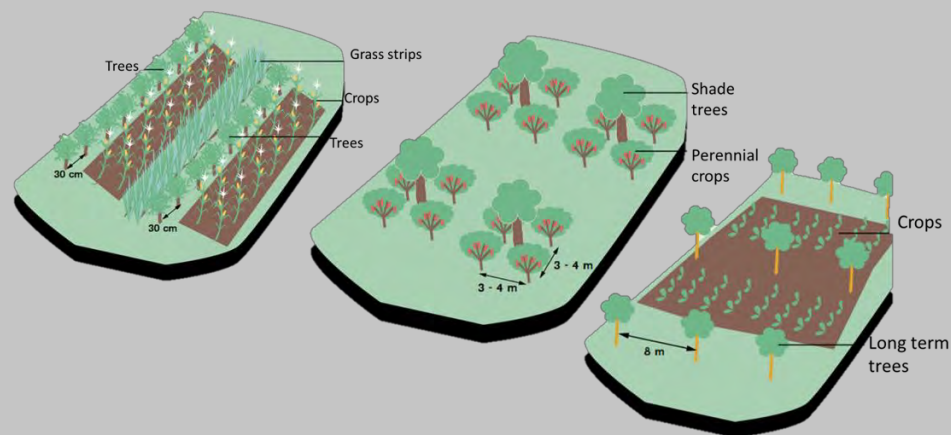 Trees
Grass strips
Crops
Trees
30 cm
30 cm
Shade
trees
Perennial
crops
3 - 4 m
3 - 4 m
Crops
Long term
trees
8 m